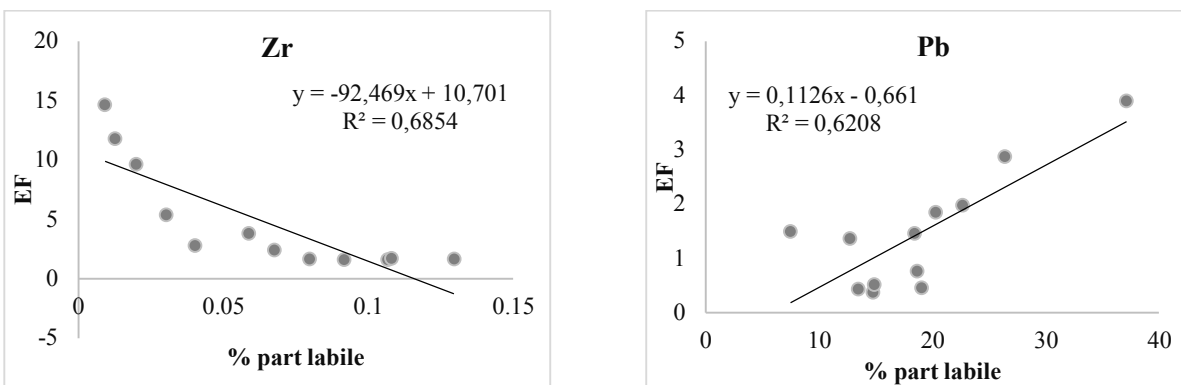 Zr
y = -92,469x + 10,701
R² = 0,6854
20
15
10
5
0
-5
EF
0
0.05
0.1
0.15
% part labile
Pb
y = 0,1126x - 0,661
R² = 0,6208
5
4
3
2
1
0
EF
0
10
20
30
40
% part labile